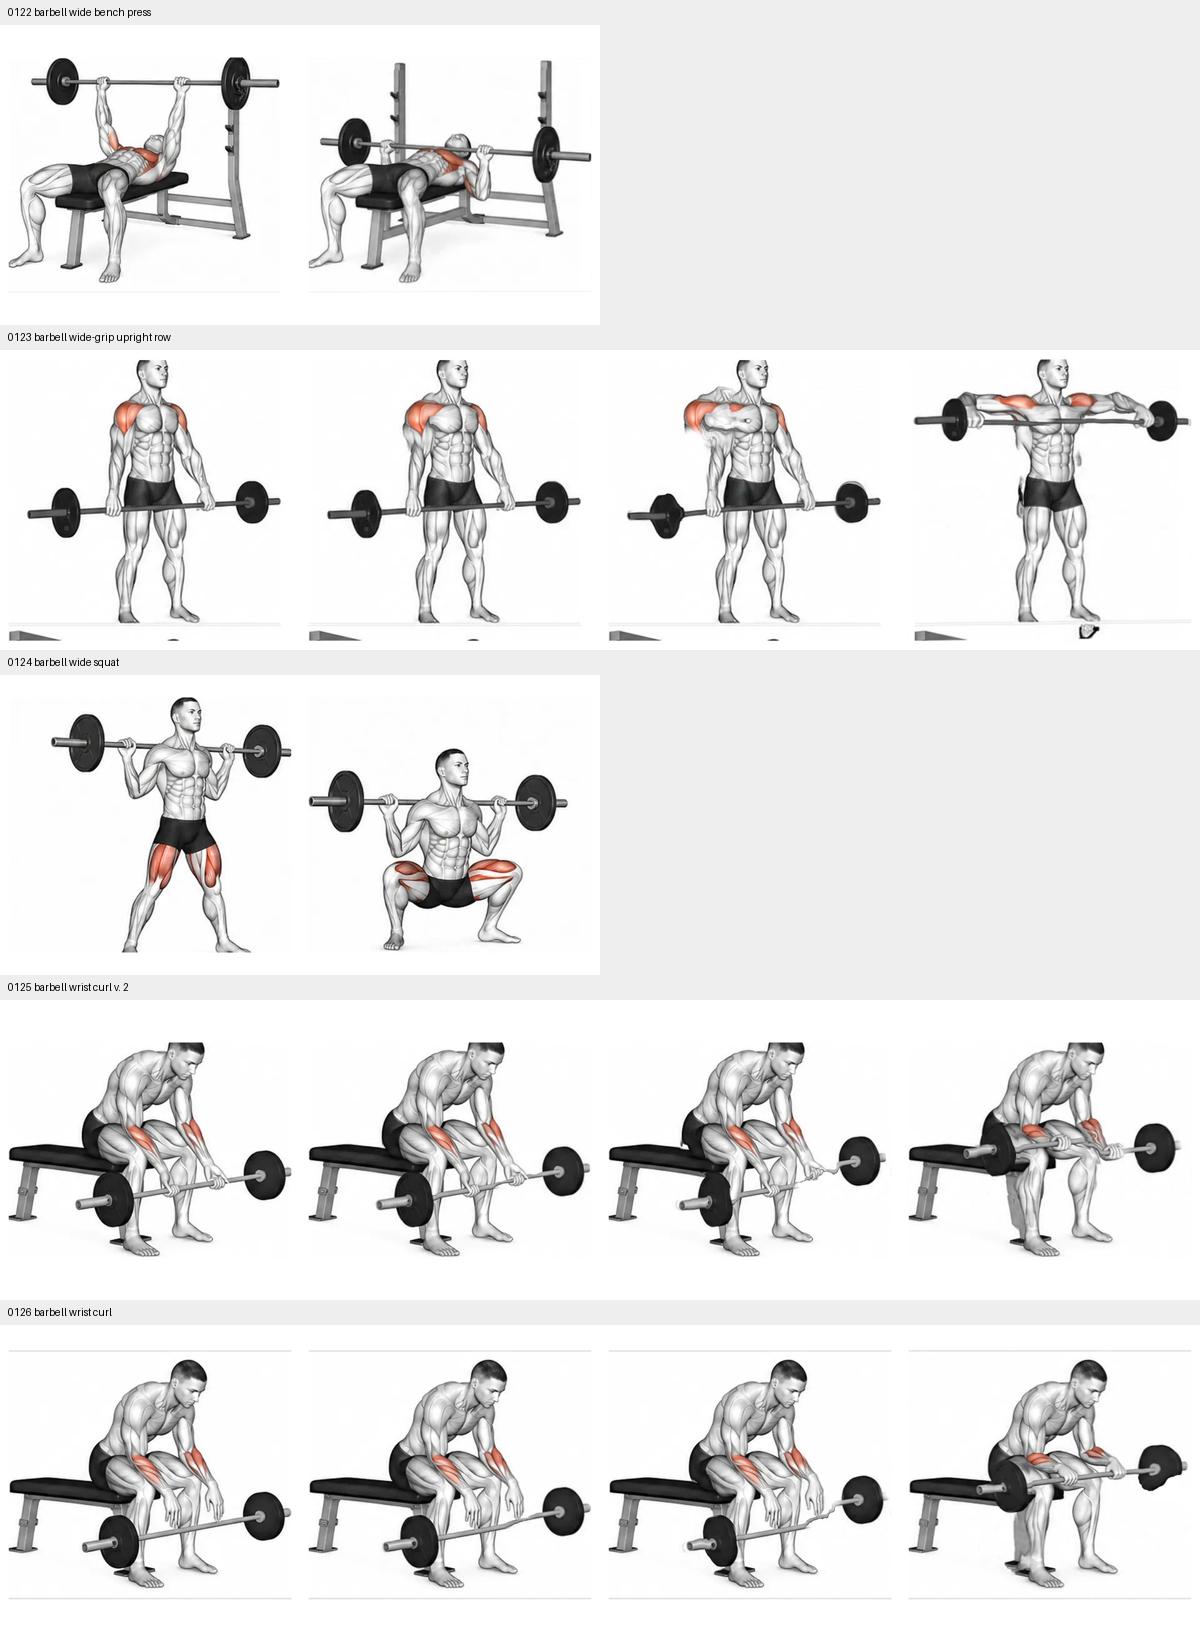 0122 barbell wide bench press
0123 barbell wide-grip upright row
0124 barbell wide squat
0125 barbell wrist curl v. 2
0126 barbell wrist curl